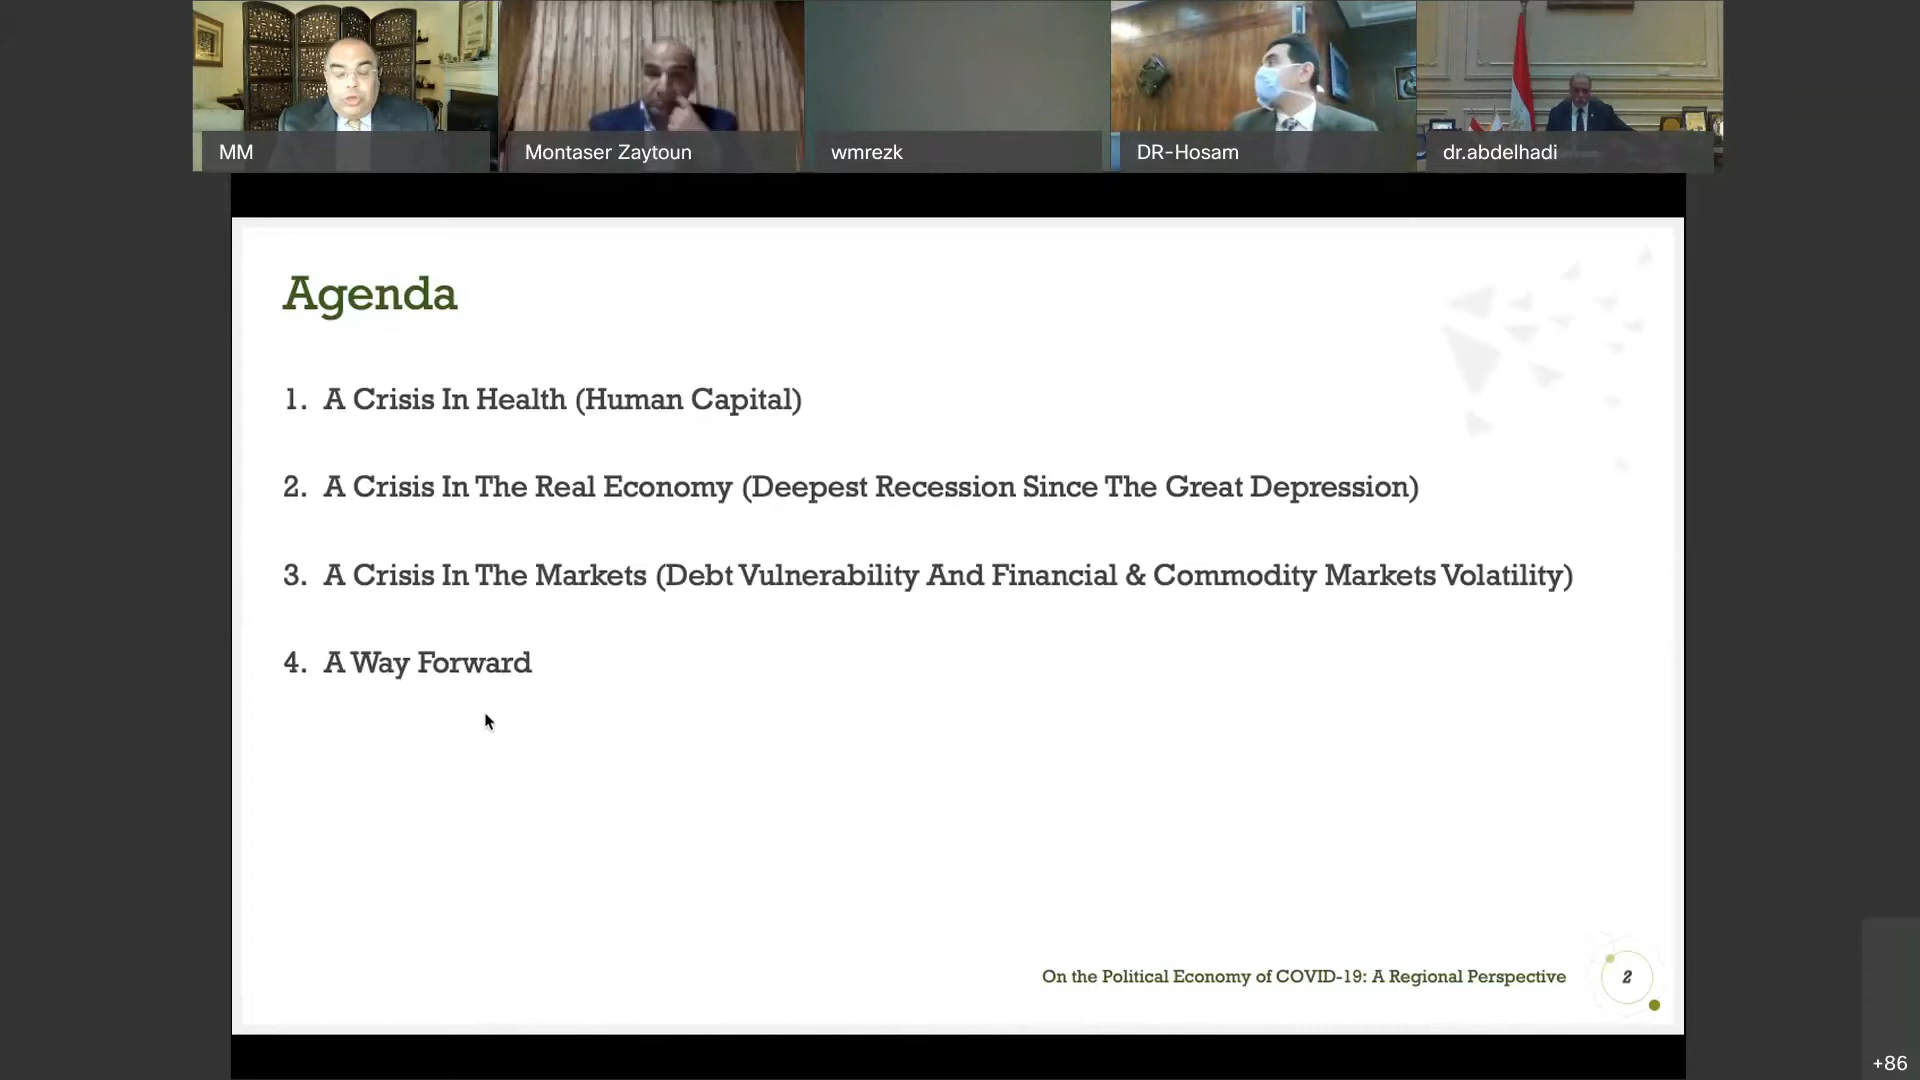 MM
Montaser Zaytoun
wmrezk
DR-Hosam
dr.abdelhadi
Agenda
1. A Crisis In Health (Human Capital)
2. A Crisis In The Real Economy (Deepest Recession Since The Great Depression)
3. A Crisis In The Markets (Debt Vulnerability And Financial & Commodity Markets Volatility)
4. A Way Forward
On the Political Economy of COVID-19: A Regional Perspective
2
+86